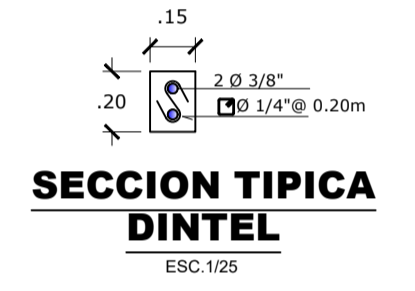 .15
2 Ø 3/8"
.20
Ø 1/4"@ 0.20m
SECCION TIPICA
DINTEL
ESC.1/25